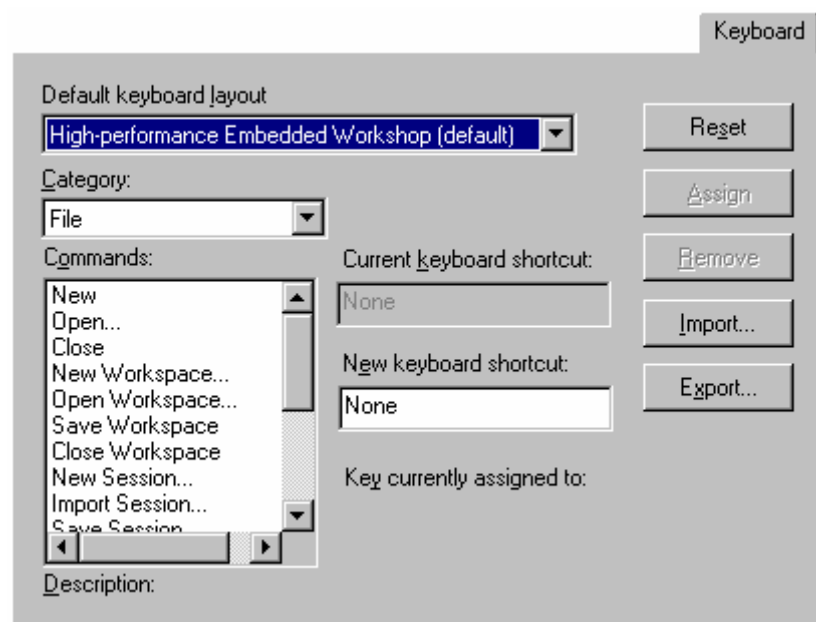 Keyboard
Default keyboard layout
High-performance Embedded Workshop (default)
Reset
Category:
Assign
File
Commands:
Current keyboard shortcut:
Remove
New
None
Open...
Import...
Close
New Workspace...
New keyboard shortcut:
Open Workspace...
None
Export...
Save Workspace
Close Workspace
New Session...
Key currently assigned to:
Import Session...
Save Session
Description: